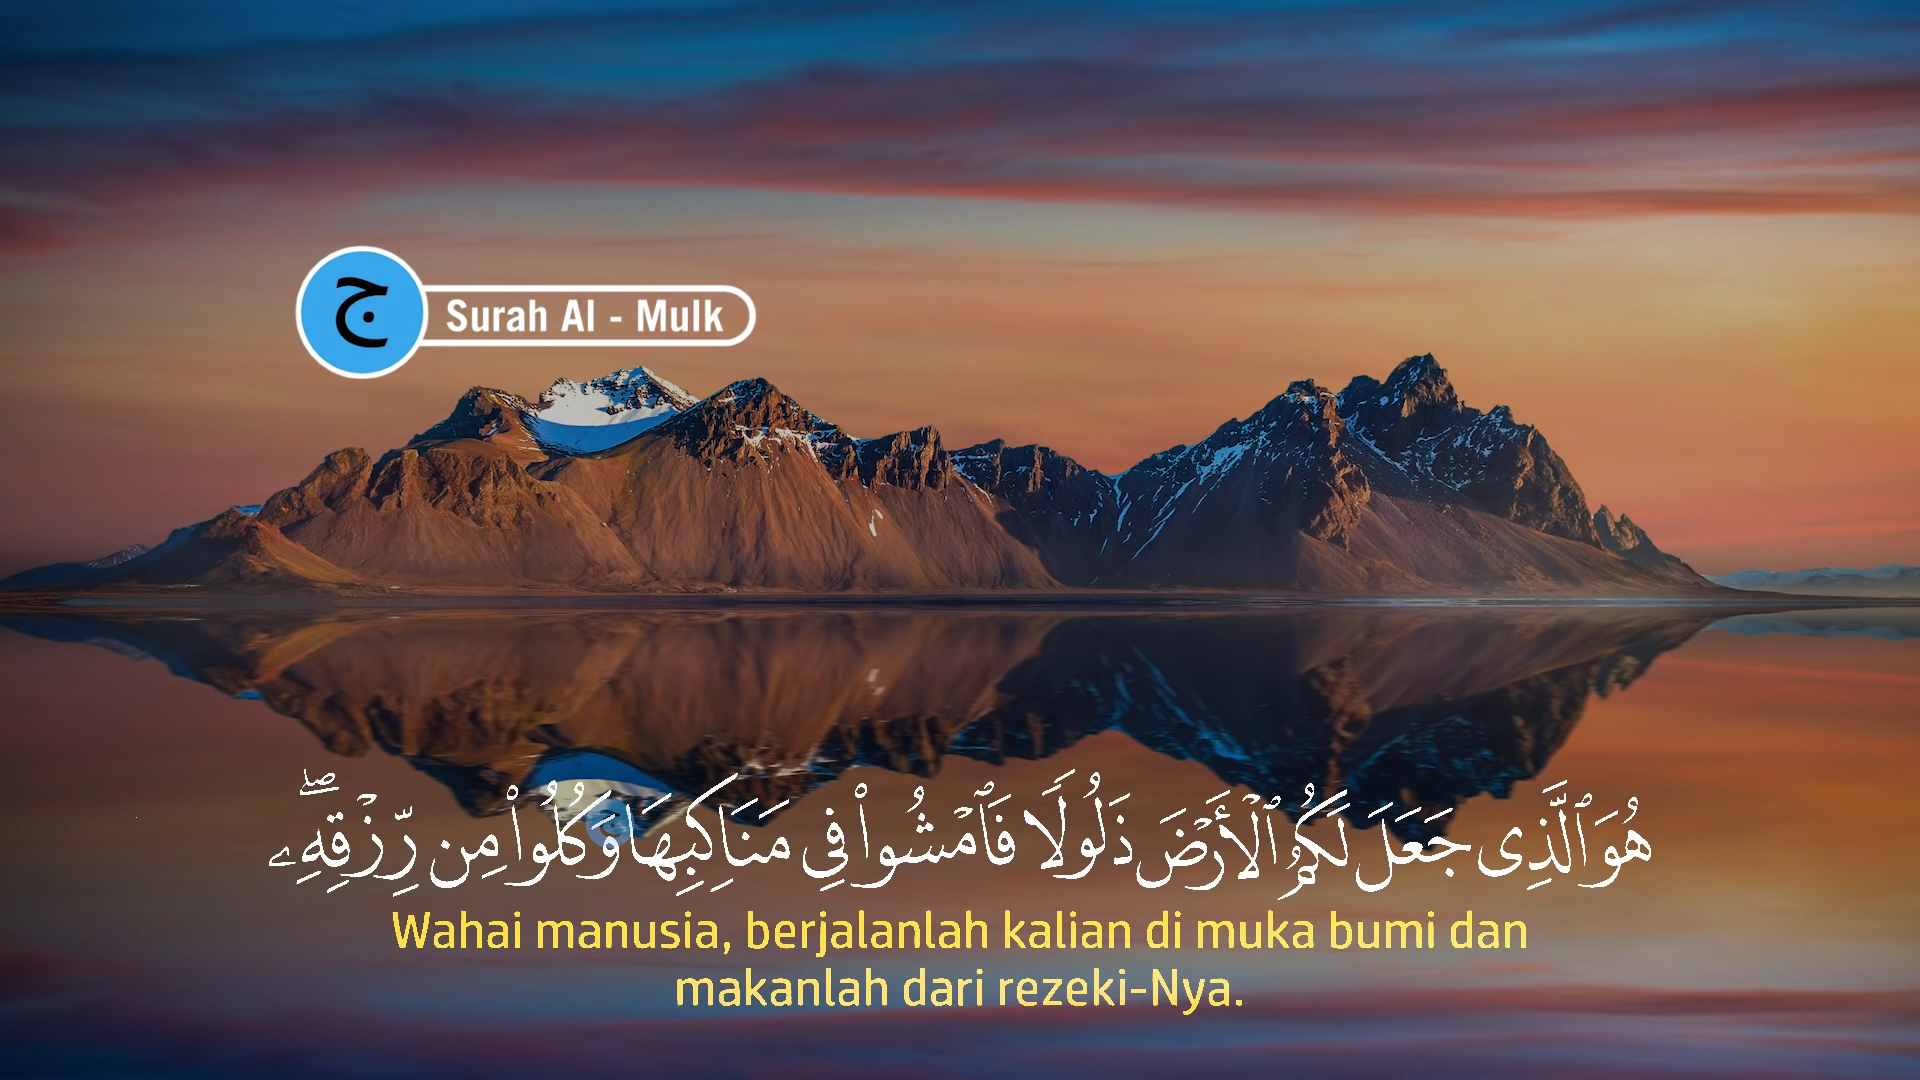 ج
Surah Al - Mulk
هُوَ ٱلَّذِى جَعَلَ لَكُمُ ٱلْأَرْضَ ذَلُولًا فَٱمْشُوا۟ فِى مَنَاكِبِهَا وَكُلُوا۟ مِن رِّزْقِهِۦ ۖ
Wahai manusia, berjalanlah kalian di muka bumi dan
makanlah dari rezeki-Nya.